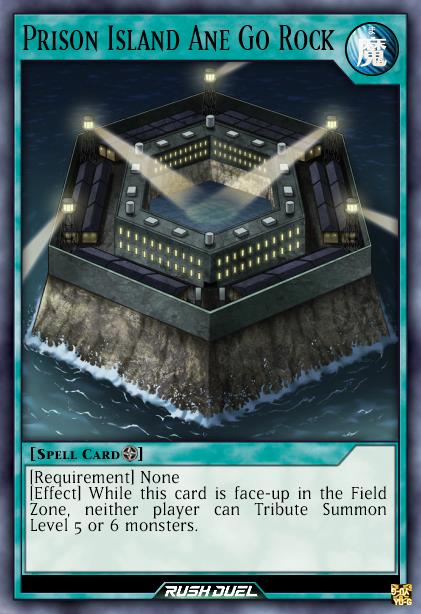 PRISON ISLAND ANE GO ROCK
ま
魔
[SPELL CARD]
[Requirement] None
[Effect] While this card is face-up in the Field
Zone, neither player can Tribute Summon
Level 5 or 6 monsters.
RUSH DUEL